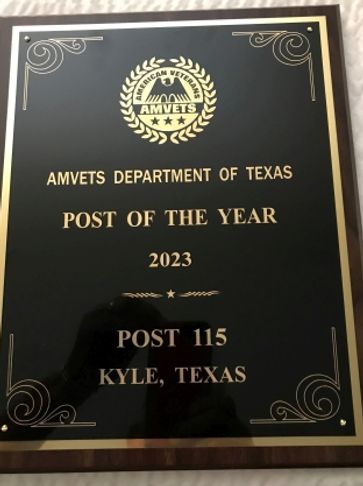 AMERICAN VETERANS
AMVETS
AMVETS DEPARTMENT OF TEXAS
POST OF THE YEAR
2023
POST 115
KYLE, TEXAS